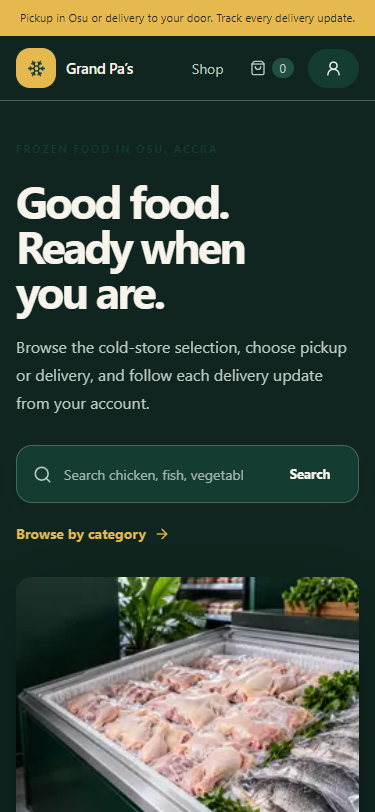 Pickup in Osu or delivery to your door. Track every delivery update.
Grand Pa's
Shop
0
FROZEN FOOD IN OSU, ACCRA
Good food.
Ready when
you are.
Browse the cold-store selection, choose pickup
or delivery, and follow each delivery update
from your account.
Search chicken, fish, vegetabl
Search
Browse by category